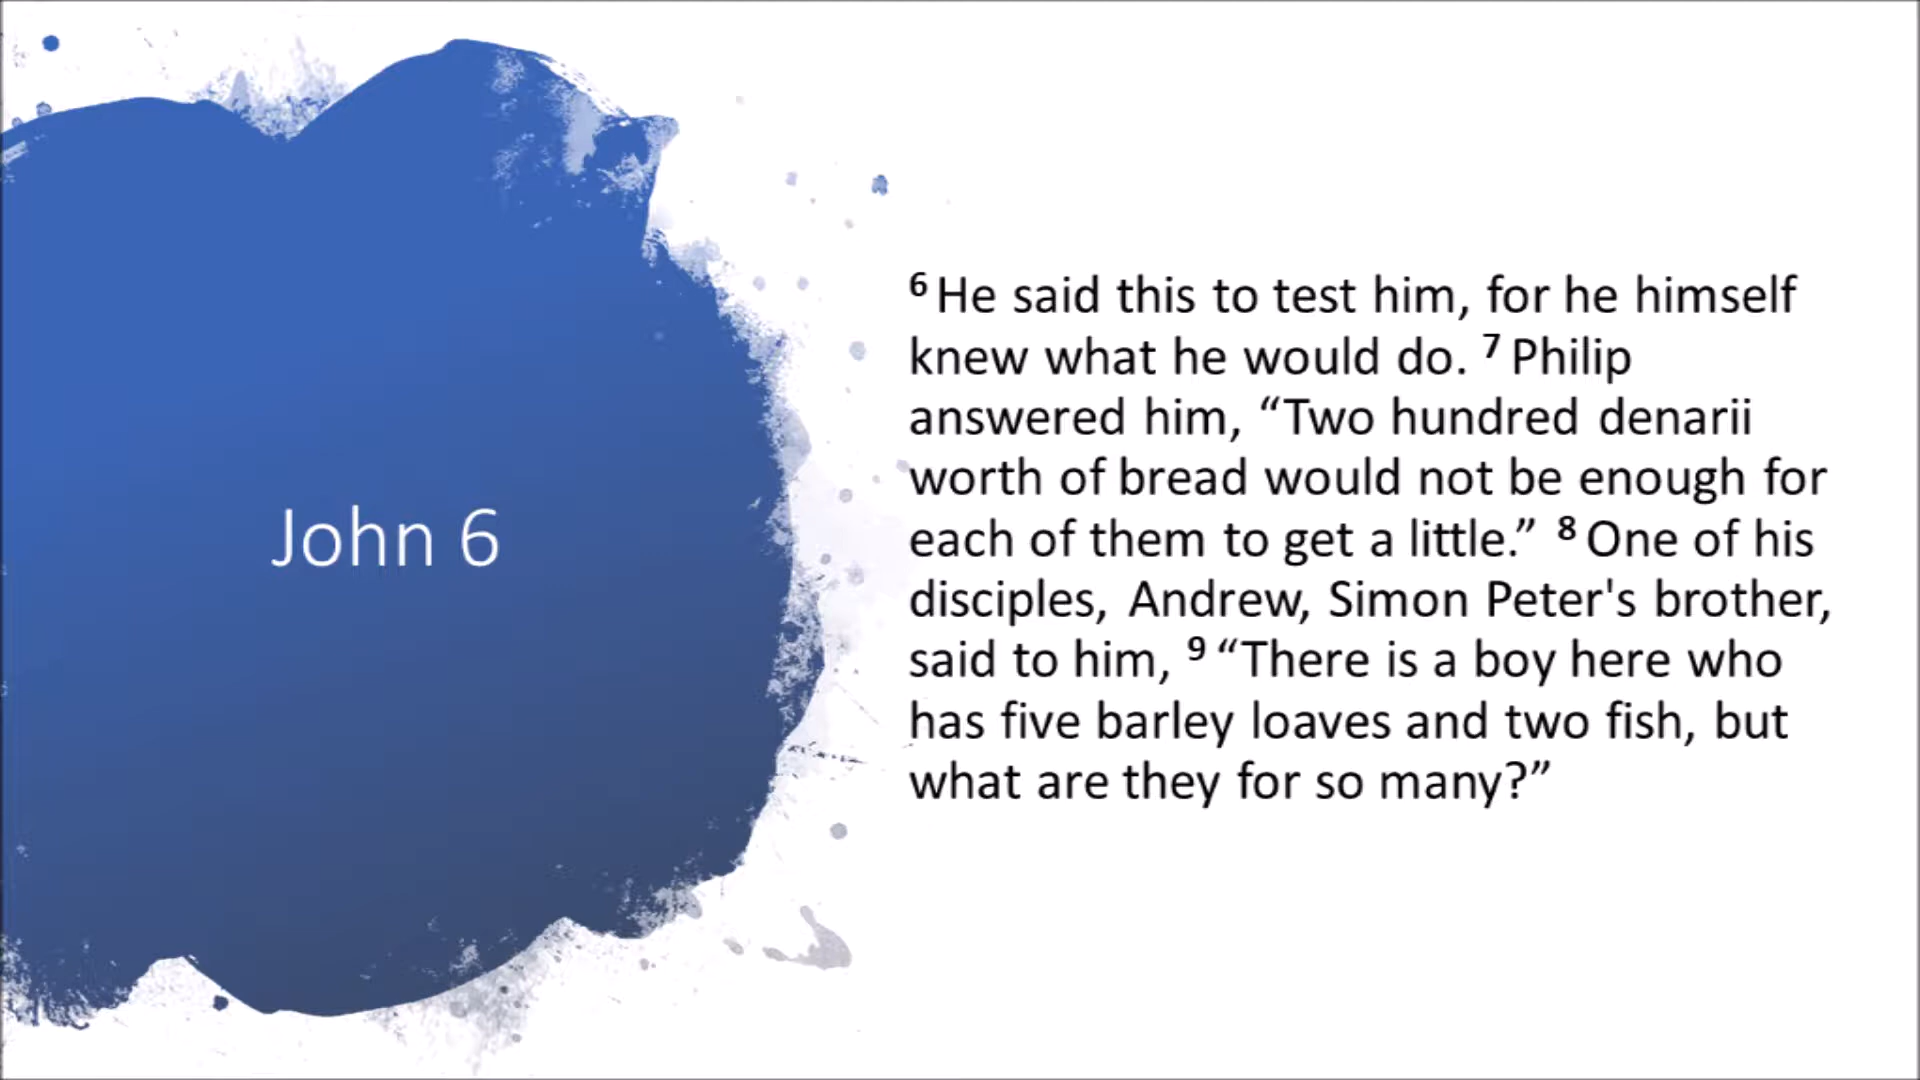 John 6
⁶ He said this to test him, for he himself
knew what he would do. ⁷ Philip
answered him, “Two hundred denarii
worth of bread would not be enough for
each of them to get a little.” ⁸ One of his
disciples, Andrew, Simon Peter's brother,
said to him, ⁹ “There is a boy here who
has five barley loaves and two fish, but
what are they for so many?”